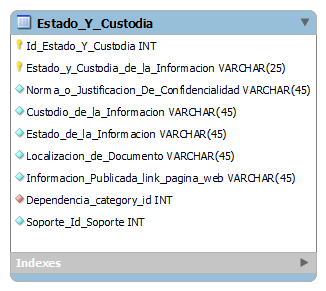 Estado_Y_Custodia
Id_Estado_Y_Custodia INT
Estado_y_Custodia_de_la_Informacion VARCHAR(25)
Norma_o_Justificacion_De_Confidencialidad VARCHAR(45)
Custodio_de_la_Informacion VARCHAR(45)
Estado_de_la_Informacion VARCHAR(45)
Localizacion_de_Documento VARCHAR(45)
Informacion_Publicada_link_pagina_web VARCHAR(45)
Dependencia_category_id INT
Soporte_Id_Soporte INT
Indexes